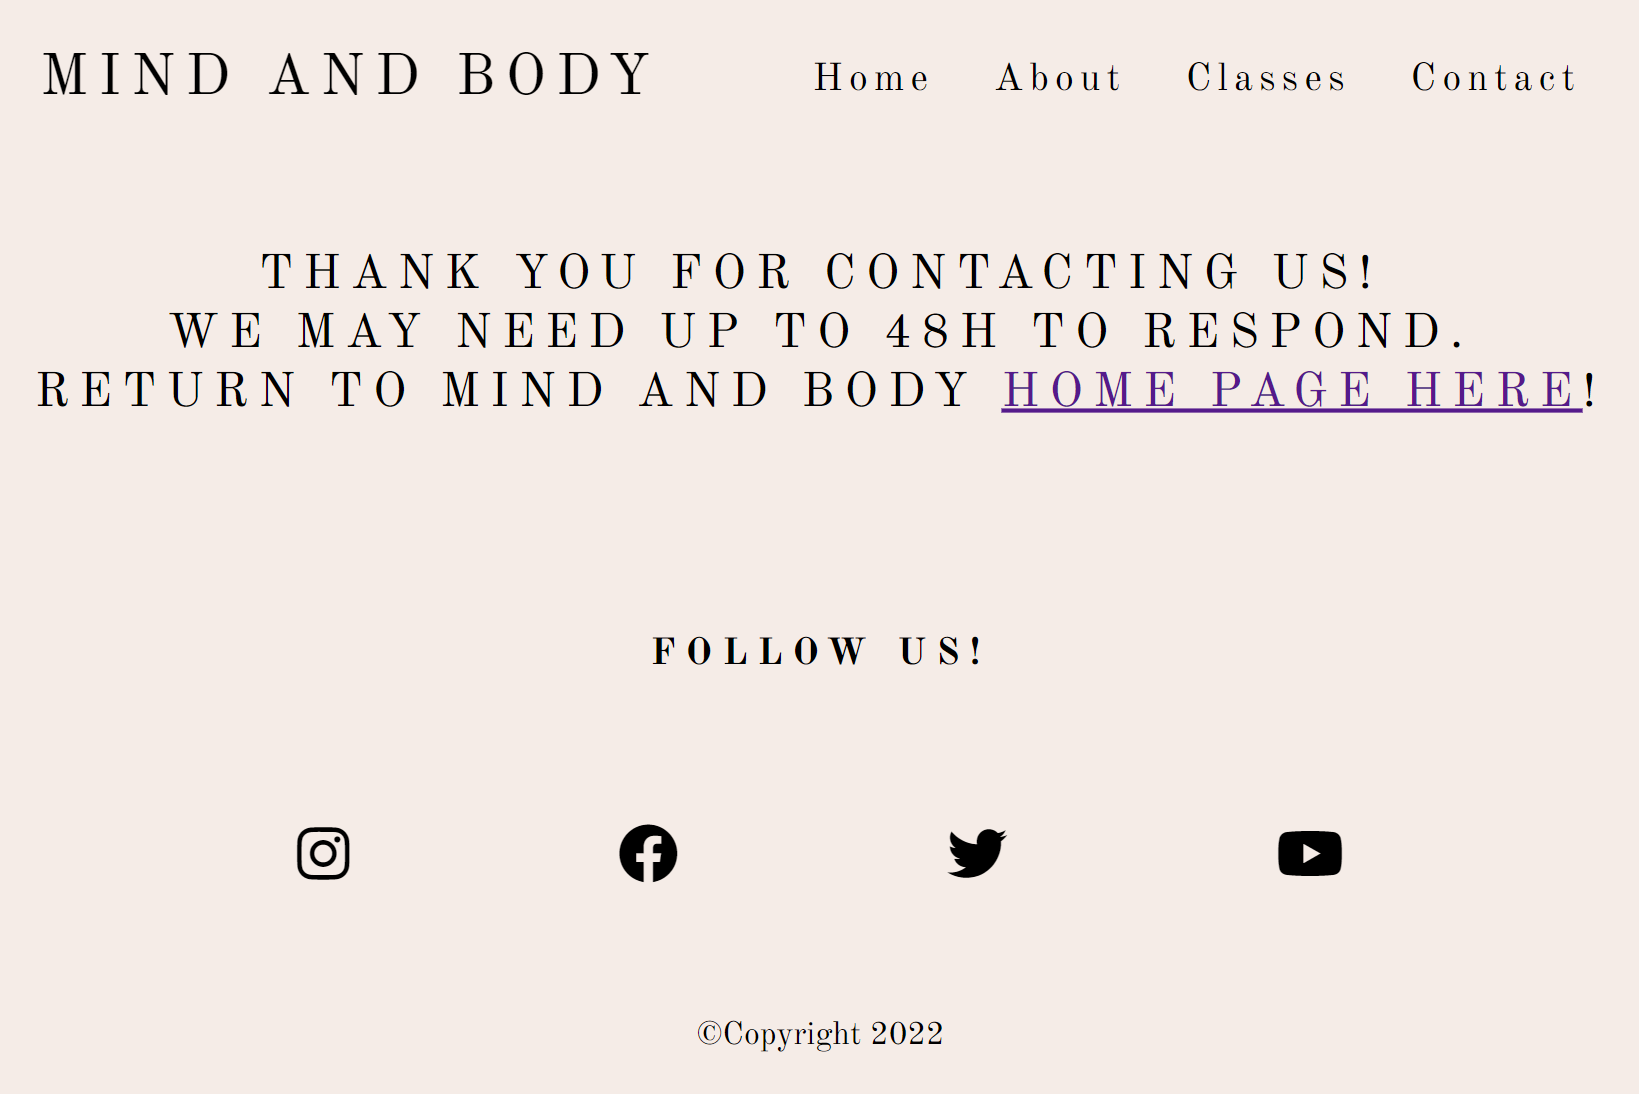 MIND AND BODY
Home About Classes Contact
THANK YOU FOR CONTACTING US!
WE MAY NEED UP TO 48H TO RESPOND.
RETURN TO MIND AND BODY HOME PAGE HERE!
FOLLOW US!
©Copyright 2022